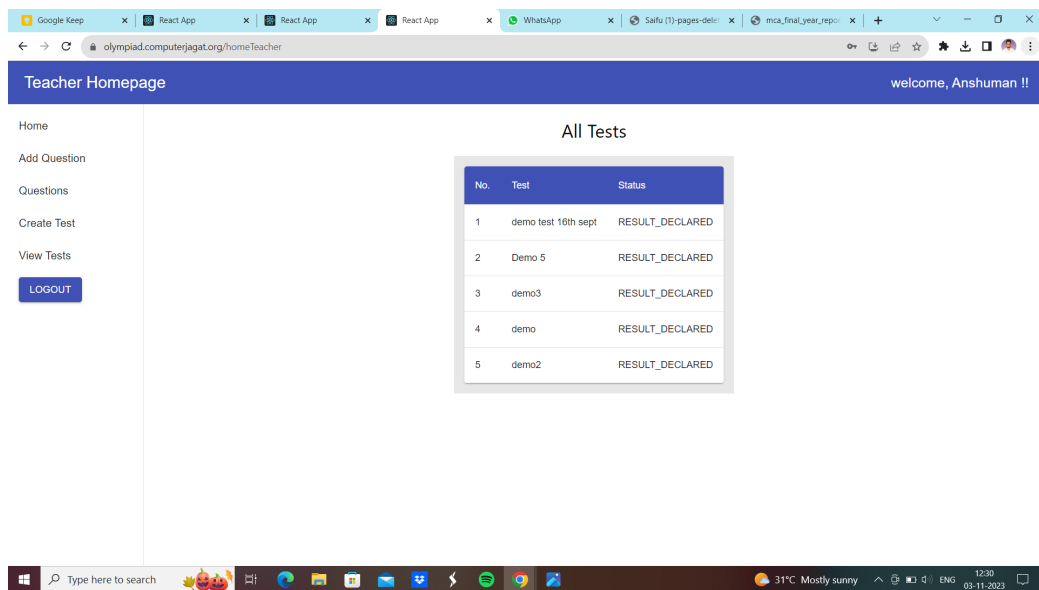 Google Keep
React App
React App
React App
WhatsApp
Saifu (1)-pages-delet
mca_final_year_repor
olympiad.computerjagat.org/homeTeacher
Teacher Homepage
welcome, Anshuman !!
Home
Add Question
Questions
Create Test
View Tests
LOGOUT
All Tests
No. Test Status
1 demo test 16th sept RESULT_DECLARED
2 Demo 5 RESULT_DECLARED
3 demo3 RESULT_DECLARED
4 demo RESULT_DECLARED
5 demo2 RESULT_DECLARED
Type here to search
31°C Mostly sunny
ENG
12:30
03-11-2023